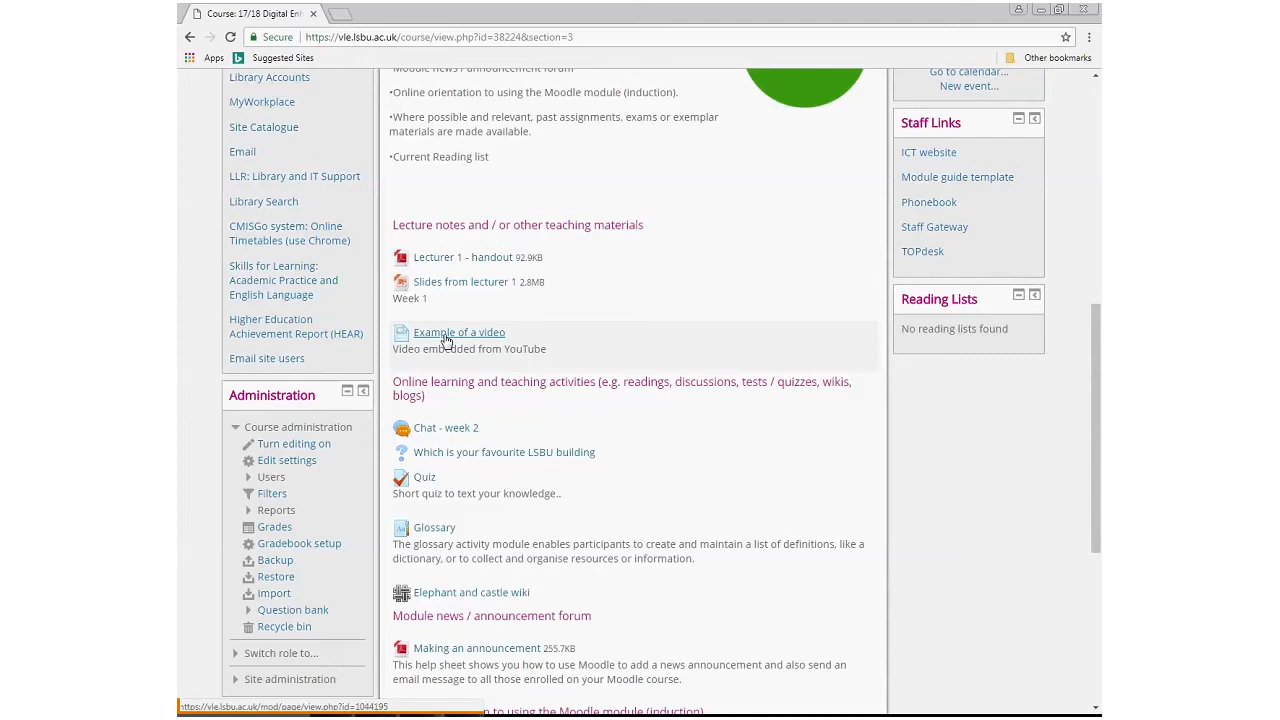 Course: 17/18 Digital Enh
Secure
https://vle.lsbu.ac.uk/course/view.php?id=38224&section=3
Apps
Suggested Sites
Other bookmarks
Library Accounts
MyWorkplace
Site Catalogue
Email
LLR: Library and IT Support
Library Search
CMISGo system: Online
Timetables (use Chrome)
Skills for Learning:
Academic Practice and
English Language
Higher Education
Achievement Report (HEAR)
Email site users
Administration
Course administration
Turn editing on
Edit settings
Users
Filters
Reports
Grades
Gradebook setup
Backup
Restore
Import
Question bank
Recycle bin
Switch role to...
Site administration
https://vle.lsbu.ac.uk/mod/page/view.php?id=1044195
Module news / announcement forum
•Online orientation to using the Moodle module (induction).
•Where possible and relevant, past assignments, exams or exemplar
materials are made available.
•Current Reading list
Lecture notes and / or other teaching materials
Lecturer 1 - handout 92.9KB
Slides from lecturer 1 2.8MB
Week 1
Example of a video
Video embedded from YouTube
Online learning and teaching activities (e.g. readings, discussions, tests / quizzes, wikis,
blogs)
Chat - week 2
Which is your favourite LSBU building
Quiz
Short quiz to text your knowledge..
Glossary
The glossary activity module enables participants to create and maintain a list of definitions, like a
dictionary, or to collect and organise resources or information.
Elephant and castle wiki
Module news / announcement forum
Making an announcement 255.7KB
This help sheet shows you how to use Moodle to add a news announcement and also send an
email message to all those enrolled on your Moodle course.
to using the Moodle module (induction)
Go to calendar...
New event...
Staff Links
ICT website
Module guide template
Phonebook
Staff Gateway
TOPdesk
Reading Lists
No reading lists found